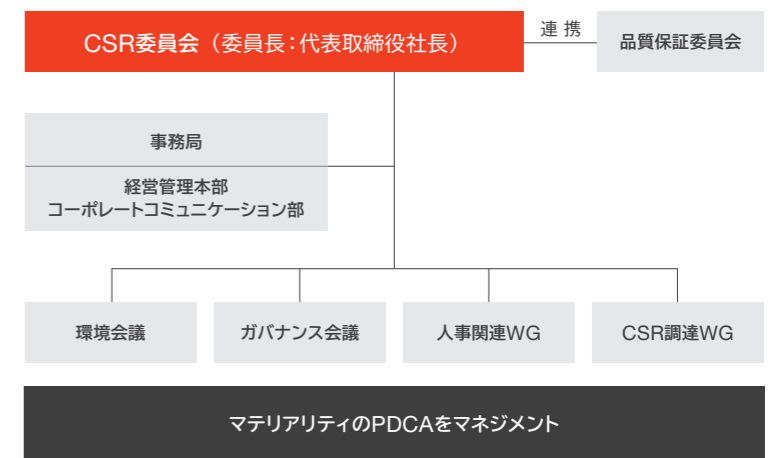 CSR委員会（委員長：代表取締役社長）
連 携
品質保証委員会
事務局
経営管理本部
コーポレートコミュニケーション部
環境会議
ガバナンス会議
人事関連WG
CSR調達WG
マテリアリティのPDCAをマネジメント